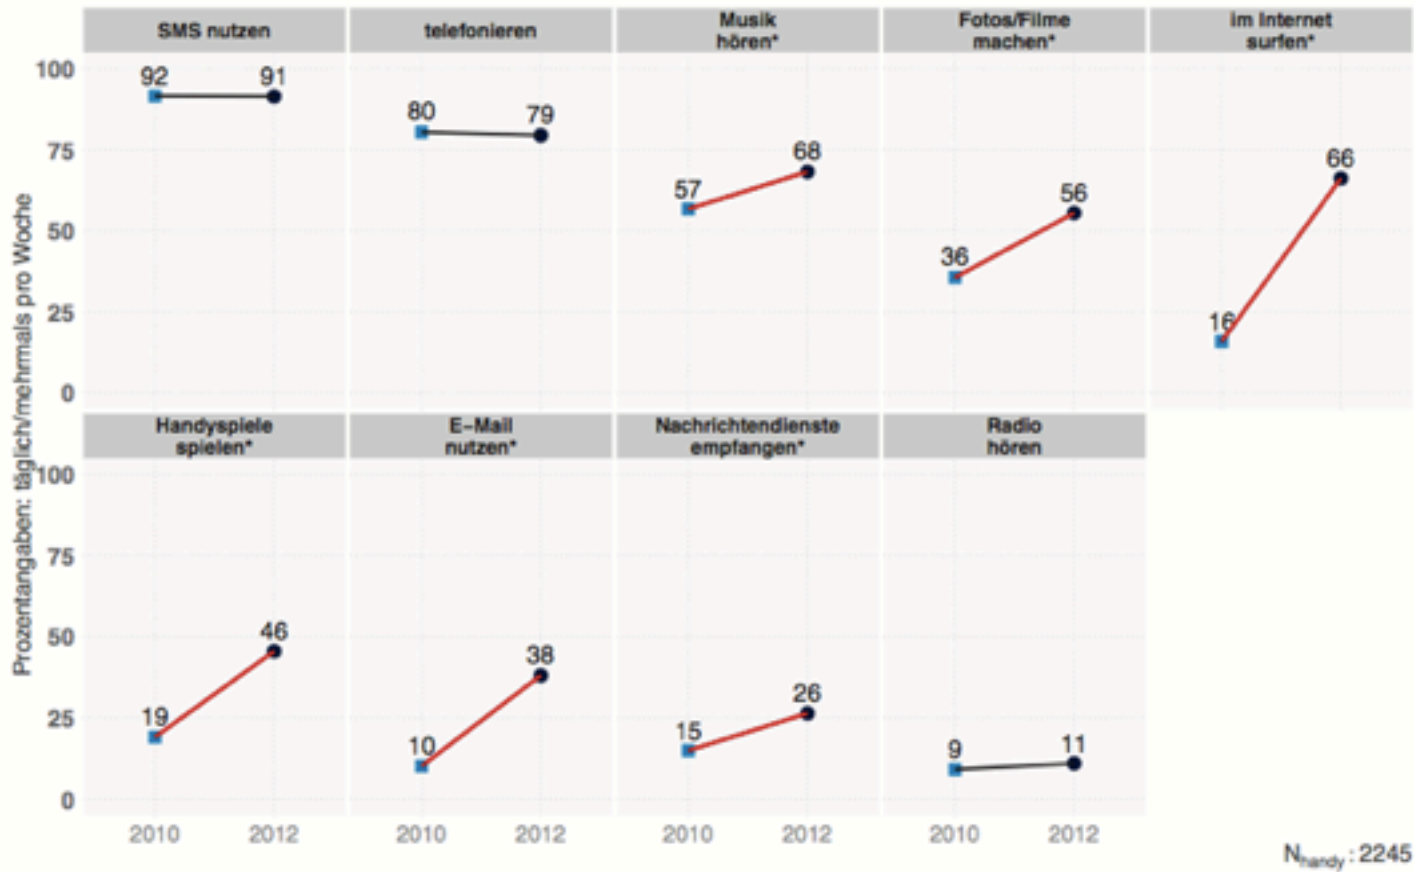 SMS nutzen
telefonieren
Musik
hören*
Fotos/Filme
machen*
im Internet
surfen*
100
75
50
25
0
92 91
80 79
57 68
36 56
16 66
Prozentangaben: täglich/mehrmals pro Woche
Handyspiele
spielen*
E-Mail
nutzen*
Nachrichtendienste
empfangen*
Radio
hören
100
75
50
25
0
19 46
10 38
15 26
9 11
2010 2012 2010 2012 2010 2012 2010 2012
Nhandy : 2245